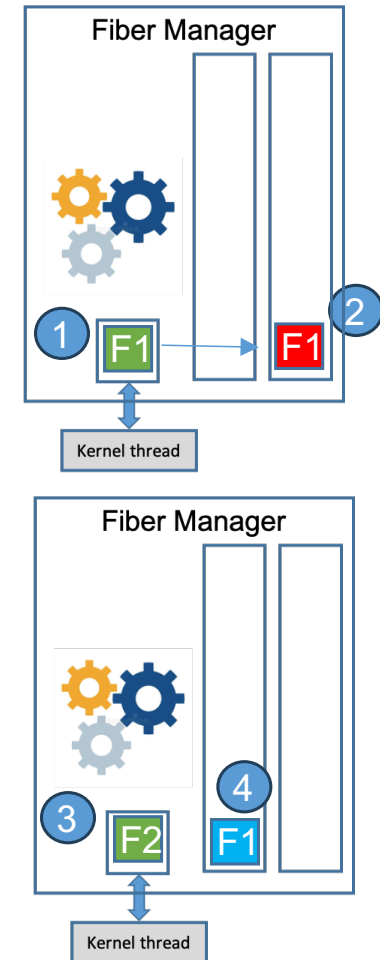 Fiber Manager
1
F1
F1
2
Kernel thread
Fiber Manager
3
F2
4
F1
Kernel thread